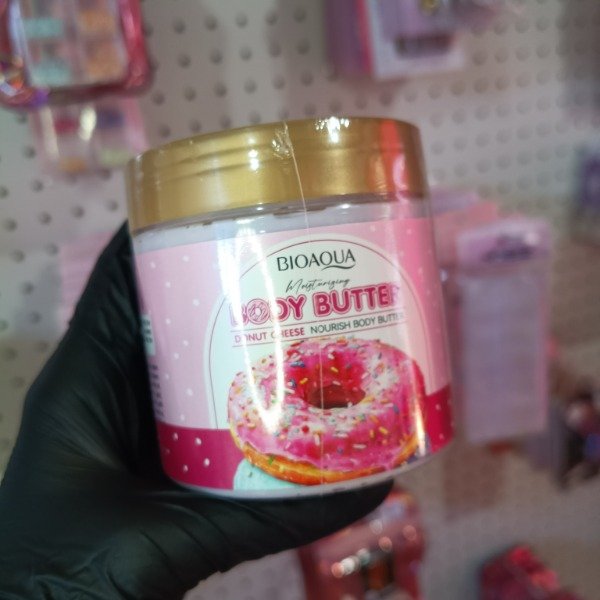 BIOAQUA
Moisturizing
BODY BUTTER
DONUT CHEESE NOURISH BODY BUTTER